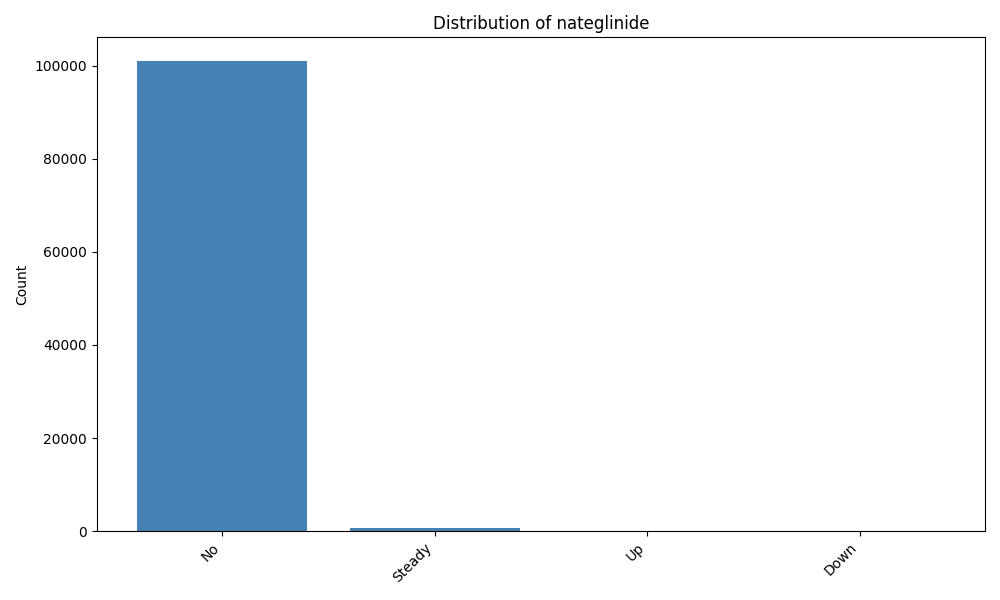 Distribution of nateglinide
Count
100000
80000
60000
40000
20000
0
No
Steady
Up
Down